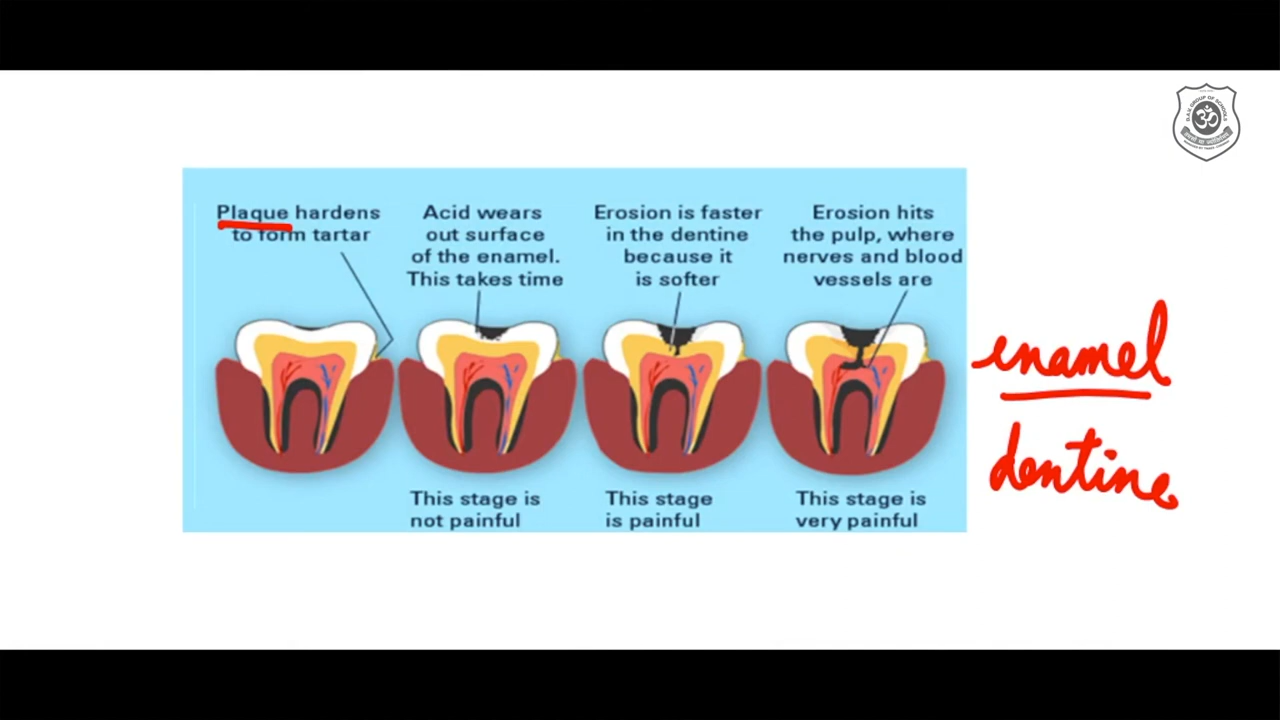 Plaque hardens
to form tartar
Acid wears
out surface
of the enamel.
This takes time
Erosion is faster
in the dentine
because it
is softer
Erosion hits
the pulp, where
nerves and blood
vessels are
This stage is
not painful
This stage
is painful
This stage is
very painful
enamel
dentine